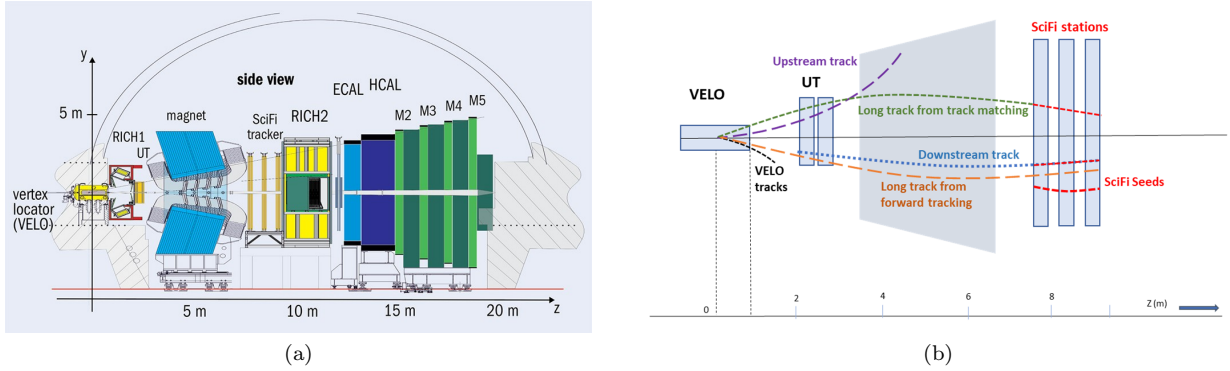 y
side view
ECAL
HCAL
5 m
M2
M3
M4
M5
magnet
SciFi
tracker
RICH2
RICH1
UT
vertex
locator
(VELO)
5 m
10 m
15 m
20 m
z
(a)
SciFi stations
Upstream track
VELO
UT
Long track from track matching
Downstream track
VELO
tracks
Long track from
forward tracking
SciFi Seeds
0
2
4
6
8
Z (m)
(b)